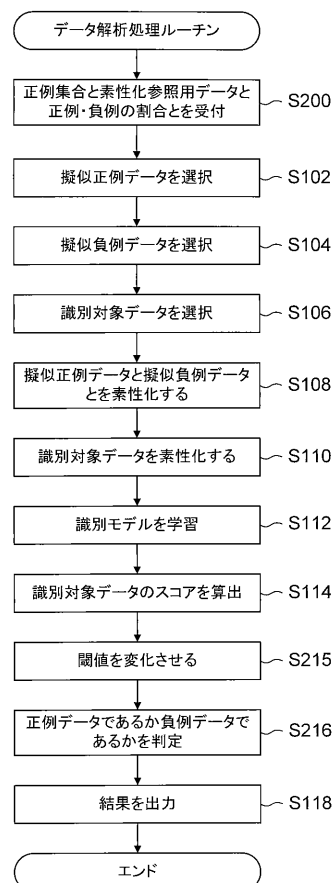 データ解析処理ルーチン
正例集合と素性化参照用データと
正例・負例の割合とを受付
S200
擬似正例データを選択
S102
擬似負例データを選択
S104
識別対象データを選択
S106
擬似正例データと擬似負例データ
とを素性化する
S108
識別対象データを素性化する
S110
識別モデルを学習
S112
識別対象データのスコアを算出
S114
閾値を変化させる
S215
正例データであるか負例データで
あるかを判定
S216
結果を出力
S118
エンド